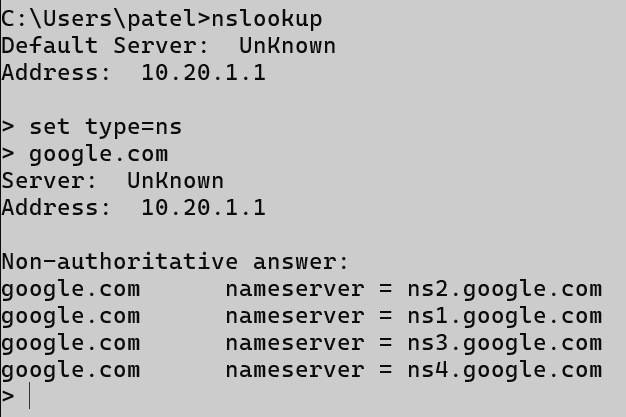 C:\Users\patel>nslookup
Default Server:  UnKnown
Address:  10.20.1.1
> set type=ns
> google.com
Server:  UnKnown
Address:  10.20.1.1
Non-authoritative answer:
google.com      nameserver = ns2.google.com
google.com      nameserver = ns1.google.com
google.com      nameserver = ns3.google.com
google.com      nameserver = ns4.google.com
>